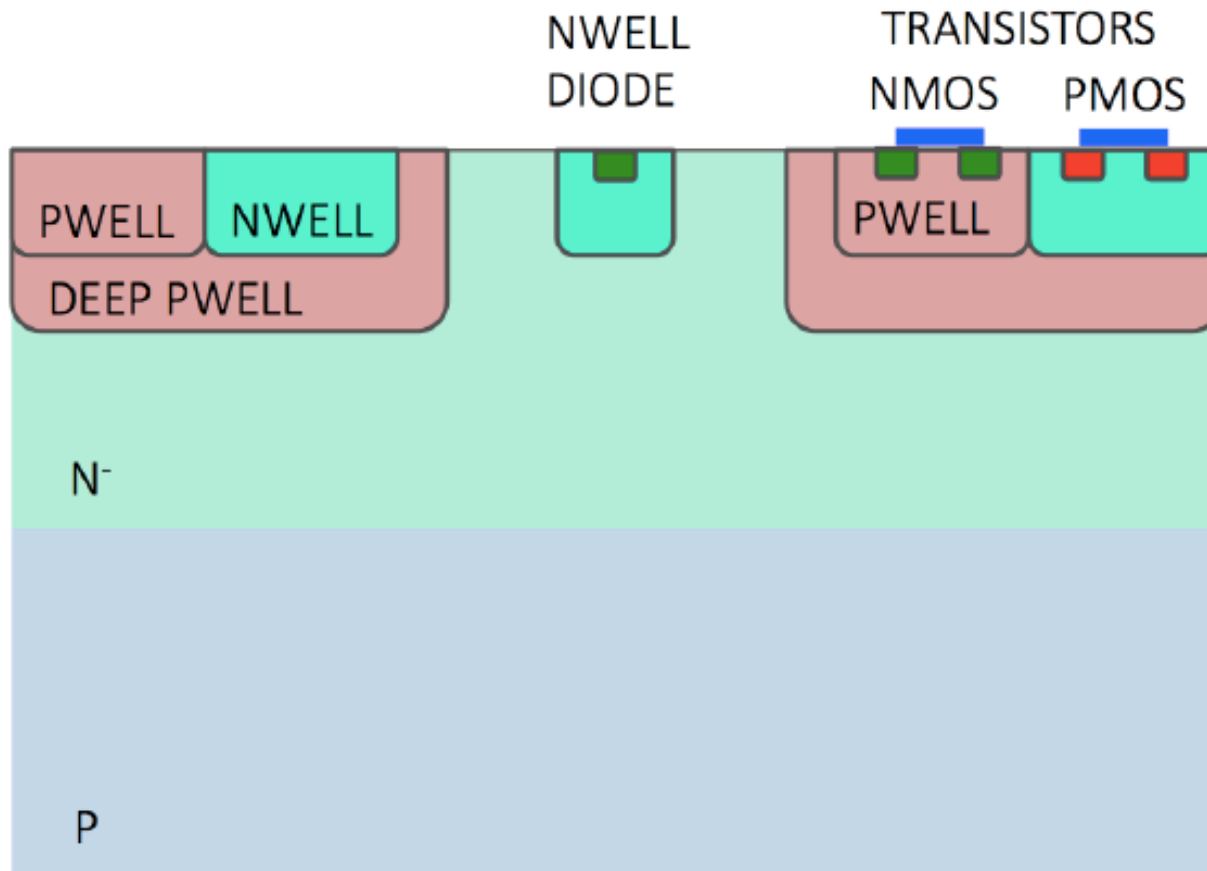 NWELL
DIODE
TRANSISTORS
NMOS PMOS
PWELL NWELL
DEEP PWELL
PWELL
N⁻
P